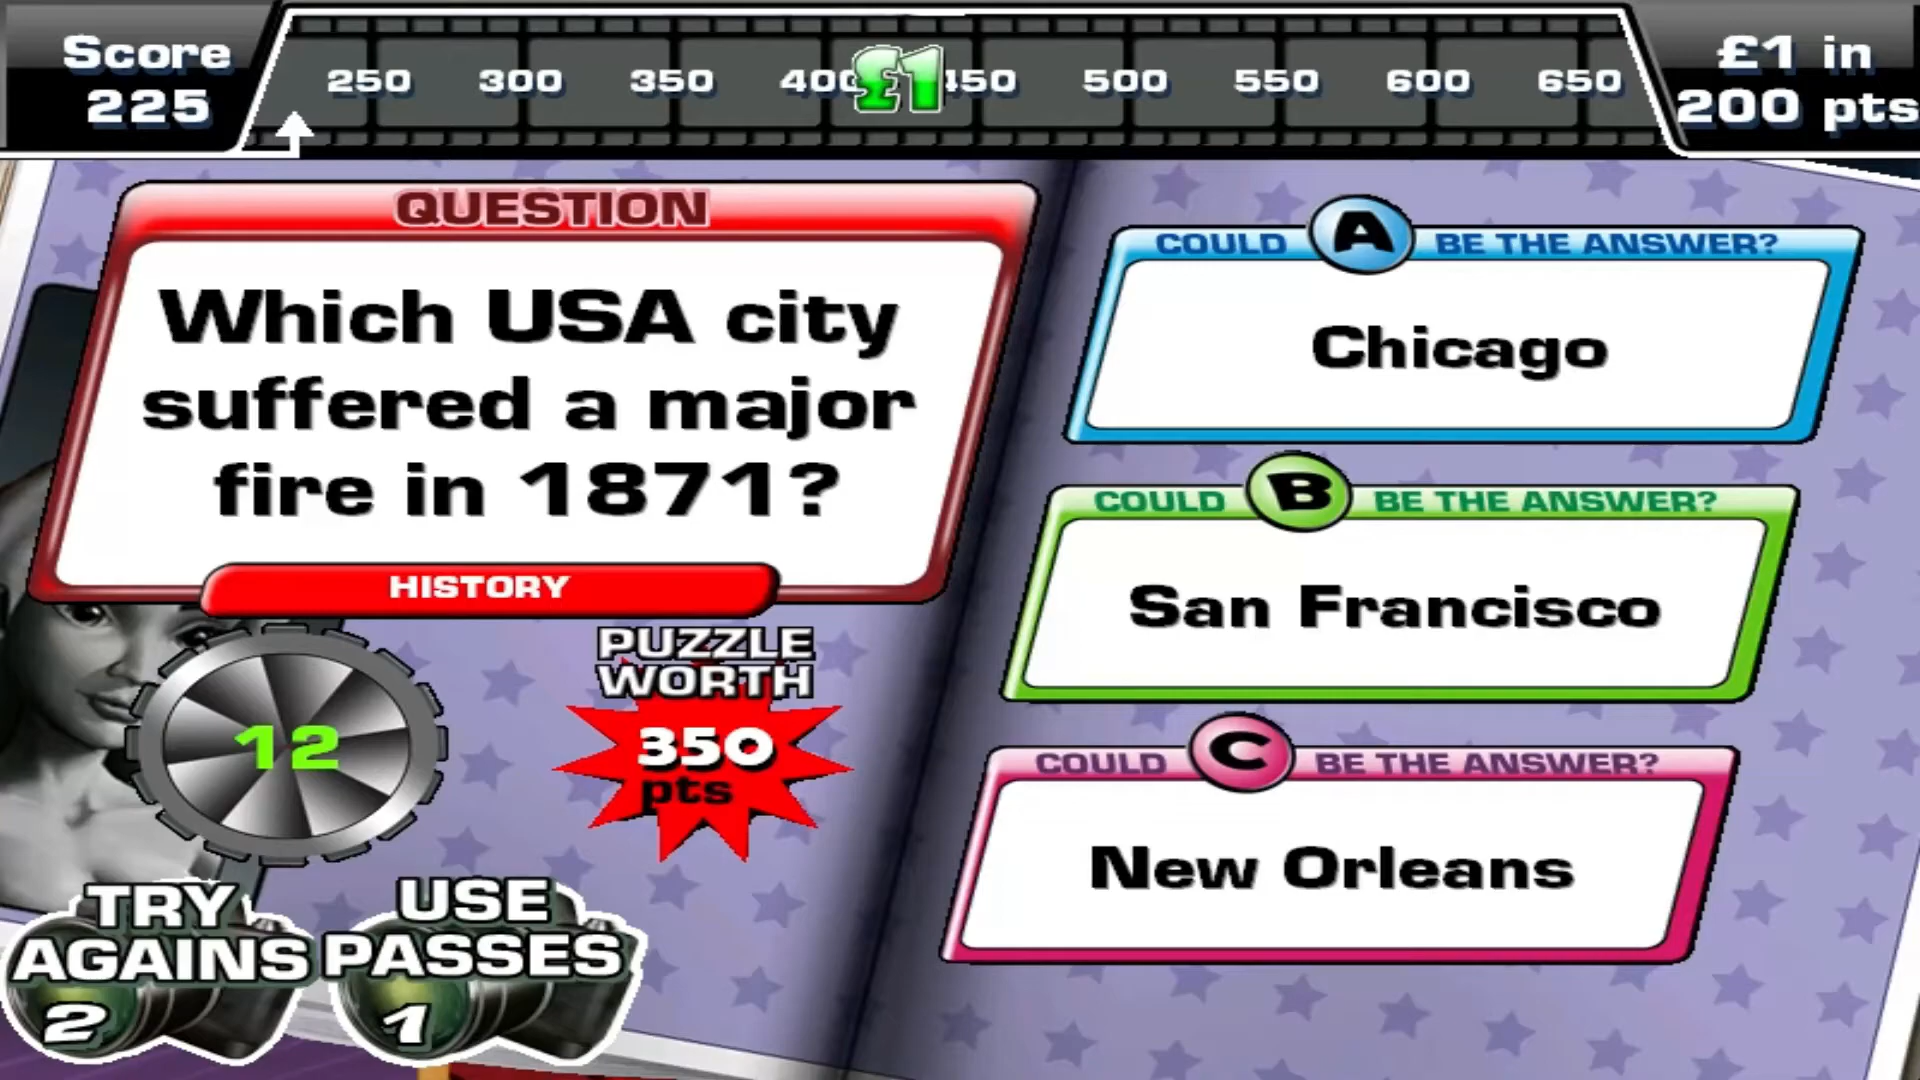 Score
225
250 300 350 400 £1 450 500 550 600 650
£1 in
200 pts
QUESTION
Which USA city
suffered a major
fire in 1871?
HISTORY
COULD A BE THE ANSWER?
Chicago
COULD B BE THE ANSWER?
San Francisco
COULD C BE THE ANSWER?
New Orleans
12
PUZZLE
WORTH
350
pts
TRY
AGAINS
2
USE
PASSES
1